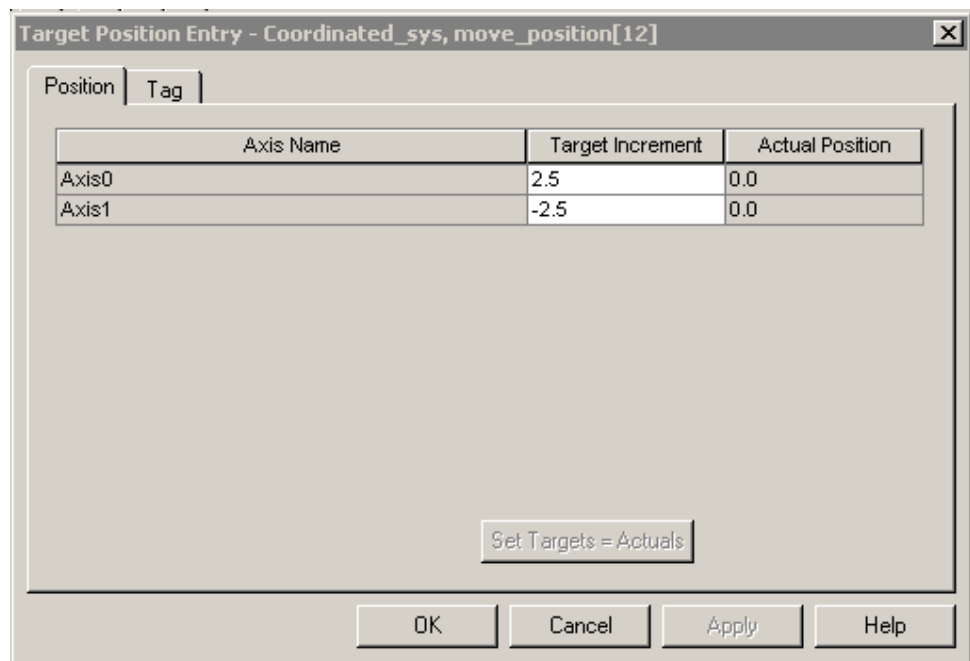 Target Position Entry - Coordinated_sys, move_position[12]
Position Tag
Axis Name Target Increment Actual Position
Axis0 2.5 0.0
Axis1 -2.5 0.0
Set Targets = Actuals
OK Cancel Apply Help